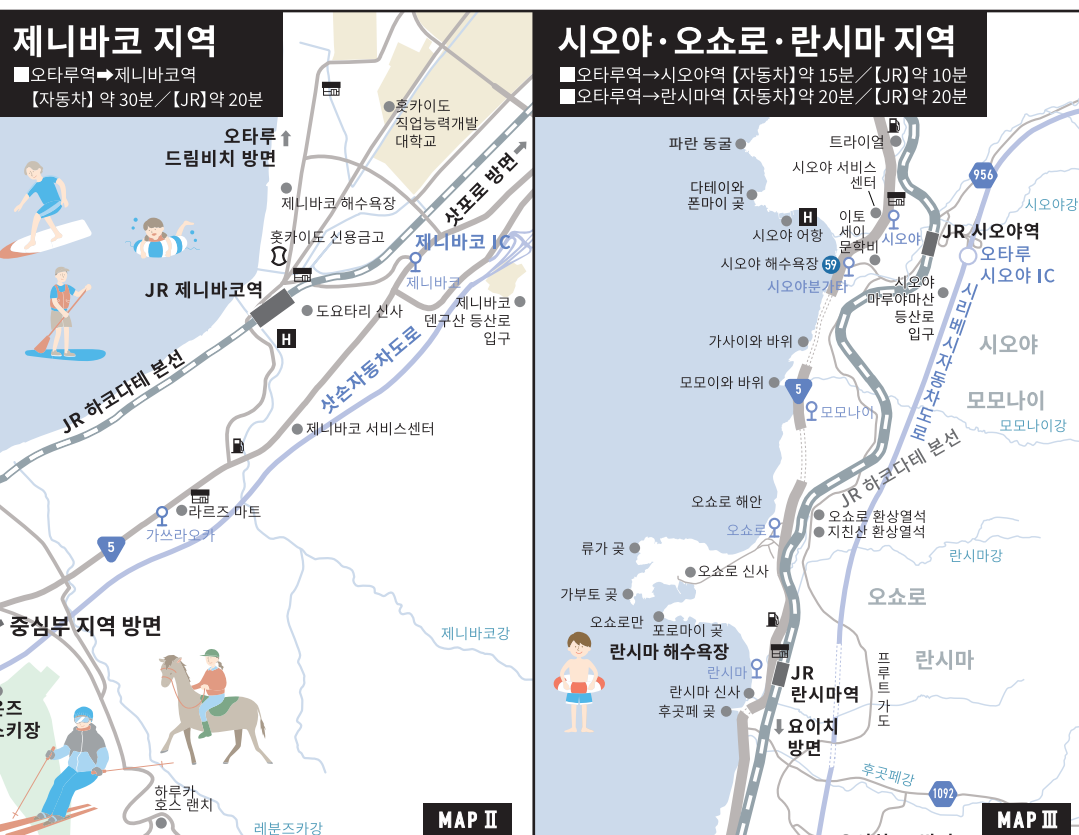 제니바코 지역
■오타루역➡제니바코역
【자동차】 약 30분／【JR】약 20분
오타루
드림비치 방면
홋카이도
직업능력개발
대학교
삿포로 방면
제니바코 해수욕장
홋카이도 신용금고
제니바코 IC
제니바코
JR 제니바코역
도요타리 신사
제니바코
덴구산 등산로
입구
H
삿손자동차도로
JR 하코다테 본선
제니바코 서비스센터
라르즈 마트
가쓰라오카
5
중심부 지역 방면
제니바코강
온즈
스키장
하루카
호스 랜치
레분즈카강
MAP Ⅱ
시오야·오쇼로·란시마 지역
■오타루역→시오야역 【자동차】약 15분／【JR】약 10분
■오타루역→란시마역 【자동차】약 20분／【JR】약 20분
파란 동굴
트라이얼
시오야 서비스
센터
956
다테이와
폰마이 곶
시오야강
H
시오야 어항
이토
세이
문학비
시오야
JR 시오야역
시오야 해수욕장
59
오타루
시오야 IC
시오야분기타
시오야
마루야마산
등산로
입구
시리베시자동차도로
가사이와 바위
시오야
모모이와 바위
5
모모나이
모모나이
모모나이강
JR 하코다테 본선
오쇼로 해안
오쇼로
오쇼로 환상열석
지친산 환상열석
류가 곶
란시마강
오쇼로 신사
가부토 곶
오쇼로
오쇼로만
포로마이 곶
란시마 해수욕장
란시마
란시마
프루트 가도
JR
란시마역
란시마 신사
후곳페 곶
요이치
방면
후곳페강
1092
MAP Ⅲ